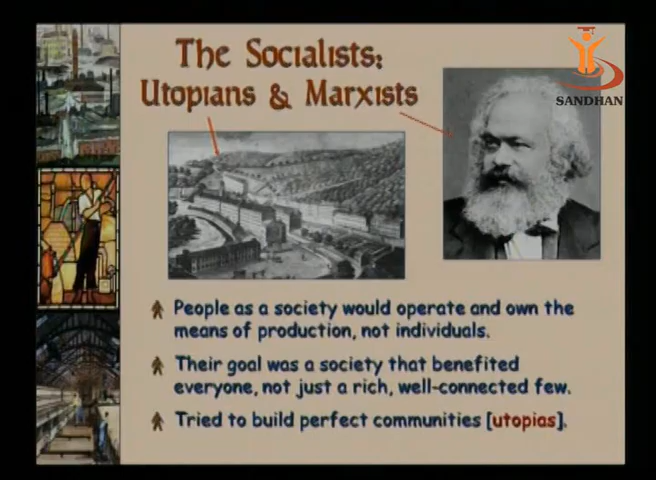 The Socialists:
Utopians & Marxists
SANDHAN
People as a society would operate and own the
means of production, not individuals.
Their goal was a society that benefited
everyone, not just a rich, well-connected few.
Tried to build perfect communities [utopias].